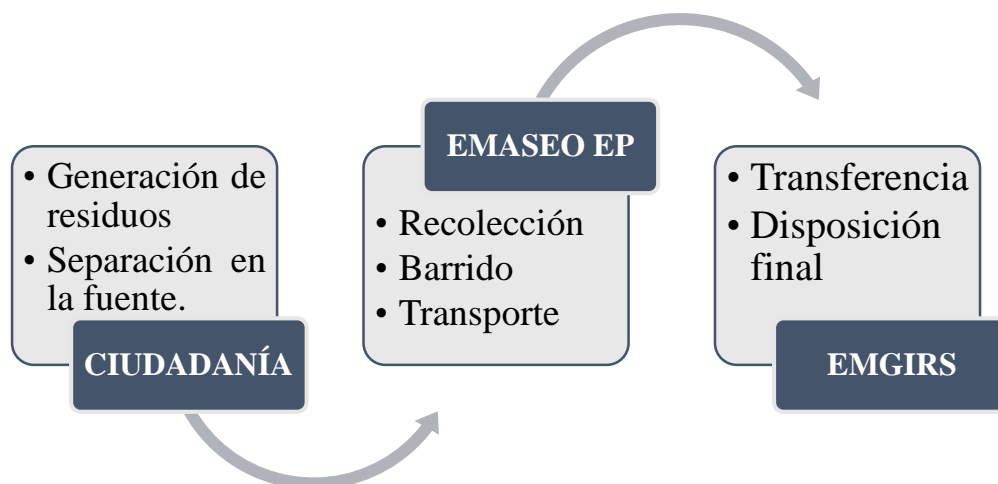 • Generación de
residuos
• Separación en
la fuente.
CIUDADANÍA
EMASEO EP
• Recolección
• Barrido
• Transporte
• Transferencia
• Disposición
final
EMGIRS